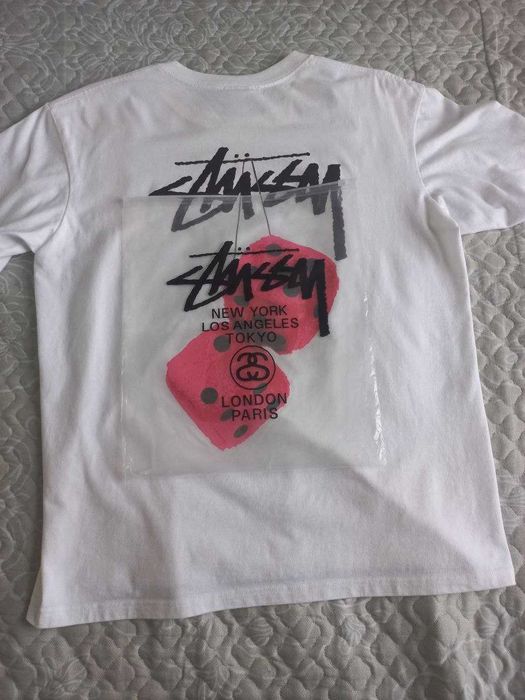 Stüssy
Stüssy
NEW YORK
LOS ANGELES
TOKYO
LONDON
PARIS